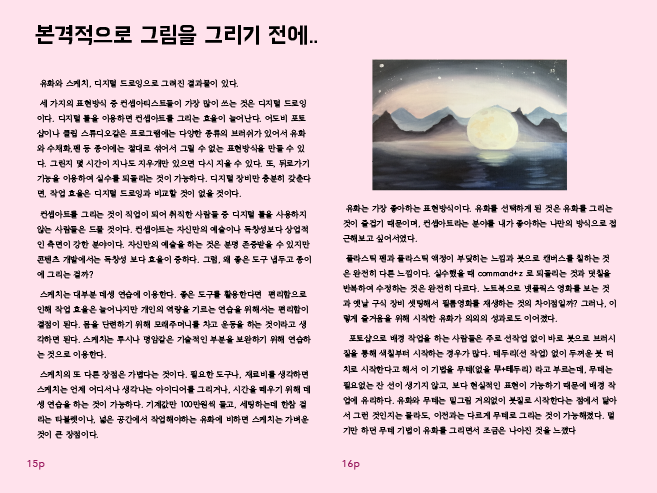 본격적으로 그림을 그리기 전에..
유화와 스케치, 디지털 드로잉으로 그려진 결과물이 있다.
세 가지의 표현방식 중 컨셉아티스트들이 가장 많이 쓰는 것은 디지털 드로잉
이다. 디지털 툴을 이용하면 컨셉아트를 그리는 효율이 늘어난다. 어도비 포토
샵이나 클립 스튜디오같은 프로그램에는 다양한 종류의 브러쉬가 있어서 유화
와 수채화,펜 등 종이에는 절대로 섞어서 그릴 수 없는 표현방식을 만들 수 있
다. 그린지 몇 시간이 지나도 지우개만 있으면 다시 지울 수 있다. 또, 뒤로가기
기능을 이용하여 실수를 되돌리는 것이 가능하다. 디지털 장비만 충분히 갖춘다
면, 작업 효율은 디지털 드로잉과 비교할 것이 없을 것이다.
컨셉아트를 그리는 것이 직업이 되어 취직한 사람들 중 디지털 툴을 사용하지
않는 사람들은 드물 것이다. 컨셉아트는 자신만의 예술이나 독창성보다 상업적
인 측면이 강한 분야이다. 자신만의 예술을 하는 것은 분명 존중받을 수 있지만
콘텐츠 개발에서는 독창성 보다 효율이 중하다. 그럼, 왜 좋은 도구 냅두고 종이
에 그리는 걸까?
스케치는 대부분 데생 연습에 이용한다. 좋은 도구를 활용한다면 편리함으로
인해 작업 효율은 늘어나지만 개인의 역량을 기르는 연습을 위해서는 편리함이
결점이 된다. 몸을 단련하기 위해 모래주머니를 차고 운동을 하는 것이라고 생
각하면 된다. 스케치는 투시나 명암같은 기술적인 부분을 보완하기 위해 연습하
는 것으로 이용한다.
스케치의 또 다른 장점은 가볍다는 것이다. 필요한 도구나, 재료비를 생각하면
스케치는 언제 어디서나 생각나는 아이디어를 그리거나, 시간을 때우기 위해 데
생 연습을 하는 것이 가능하다. 기계값만 100만원씩 들고, 세팅하는데 한참 걸
리는 타블렛이나, 넓은 공간에서 작업해야하는 유화에 비하면 스케치는 가벼운
것이 큰 장점이다.
15p
유화는 가장 좋아하는 표현방식이다. 유화를 선택하게 된 것은 유화를 그리는
것이 즐겁기 때문이며, 컨셉아트라는 분야를 내가 좋아하는 나만의 방식으로 접
근해보고 싶어서였다.
플라스틱 펜과 플라스틱 액정이 부딪히는 느낌과 붓으로 캔버스를 칠하는 것
은 완전히 다른 느낌이다. 실수했을 때 command+z 로 되돌리는 것과 덧칠을
반복하여 수정하는 것은 완전히 다르다. 노트북으로 넷플릭스 영화를 보는 것
과 옛날 구식 장비 셋팅해서 필름영화를 재생하는 것의 차이점일까? 그러나, 이
렇게 즐거움을 위해 시작한 유화가 의외의 성과로도 이어졌다.
포토샵으로 배경 작업을 하는 사람들은 주로 선작업 없이 바로 붓으로 브러시
질을 통해 색칠부터 시작하는 경우가 많다. 테두리(선 작업) 없이 두꺼운 붓 터
치로 시작한다고 해서 이 기법을 무테(없을 무+테두리) 라고 부르는데, 무테는
필요없는 잔 선이 생기지 않고, 보다 현실적인 표현이 가능하기 때문에 배경 작
업에 유리하다. 유화와 무테는 밑그림 거의없이 붓질로 시작한다는 점에서 닮아
서 그런 것인지는 몰라도, 이전과는 다르게 무테로 그리는 것이 가능해졌다. 멀
기만 하던 무테 기법이 유화를 그리면서 조금은 나아진 것을 느꼈다
16p